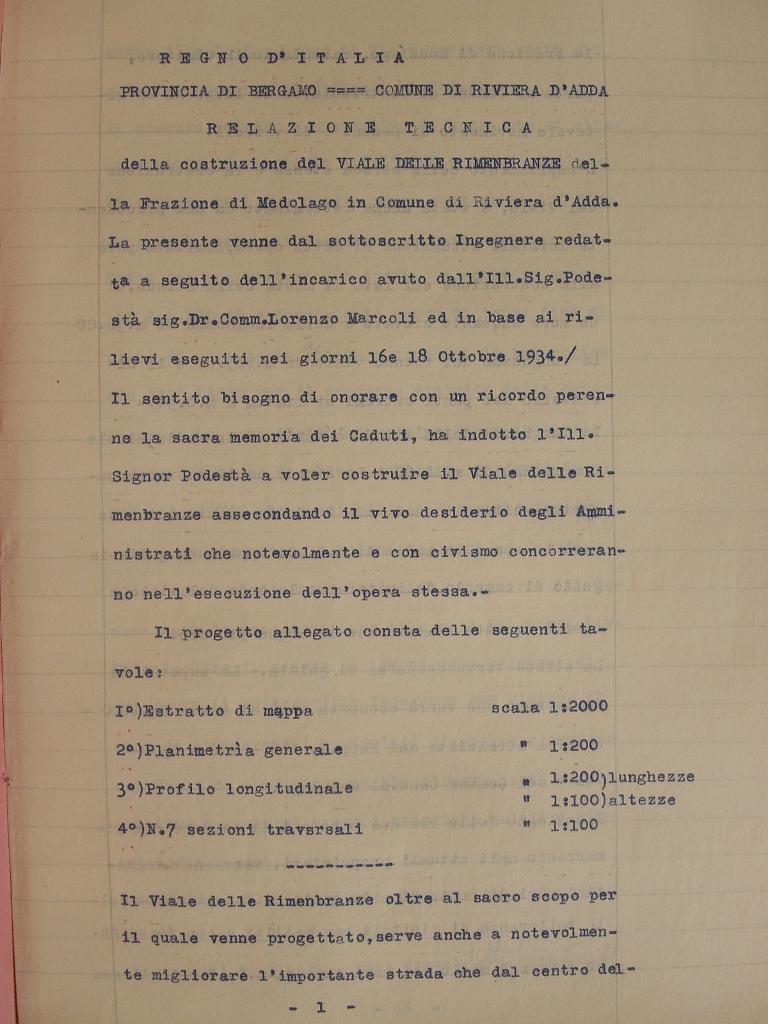 REGNO D'ITALIA
PROVINCIA DI BERGAMO ==== COMUNE DI RIVIERA D'ADDA
RELAZIONE TECNICA
della costruzione del VIALE DELLE RIMENBRANZE del-
la Frazione di Medolago in Comune di Riviera d'Adda.
La presente venne dal sottoscritto Ingegnere redat-
ta a seguito dell'incarico avuto dall'Ill.Sig.Pode-
stà sig.Dr.Comm.Lorenzo Marcoli ed in base ai ri-
lievi eseguiti nei giorni 16e 18 Ottobre 1934./
Il sentito bisogno di onorare con un ricordo peren-
ne la sacra memoria dei Caduti, ha indotto l'Ill.
Signor Podestà a voler costruire il Viale delle Ri-
menbranze assecondando il vivo desiderio degli Ammi-
nistrati che notevolmente e con civismo concorreran-
no nell'esecuzione dell'opera stessa.-
Il progetto allegato consta delle seguenti ta-
vole:
I°)Estratto di mappa scala 1:2000
2°)Planimetrìa generale " 1:200
3°)Profilo longitudinale " 1:200)lunghezze
" 1:100)altezze
4°)N.7 sezioni travsrsali " 1:100
-----------
Il Viale delle Rimenbranze oltre al sacro scopo per
il quale venne progettato,serve anche a notevolmen-
te migliorare l'importante strada che dal centro del-
- 1 -